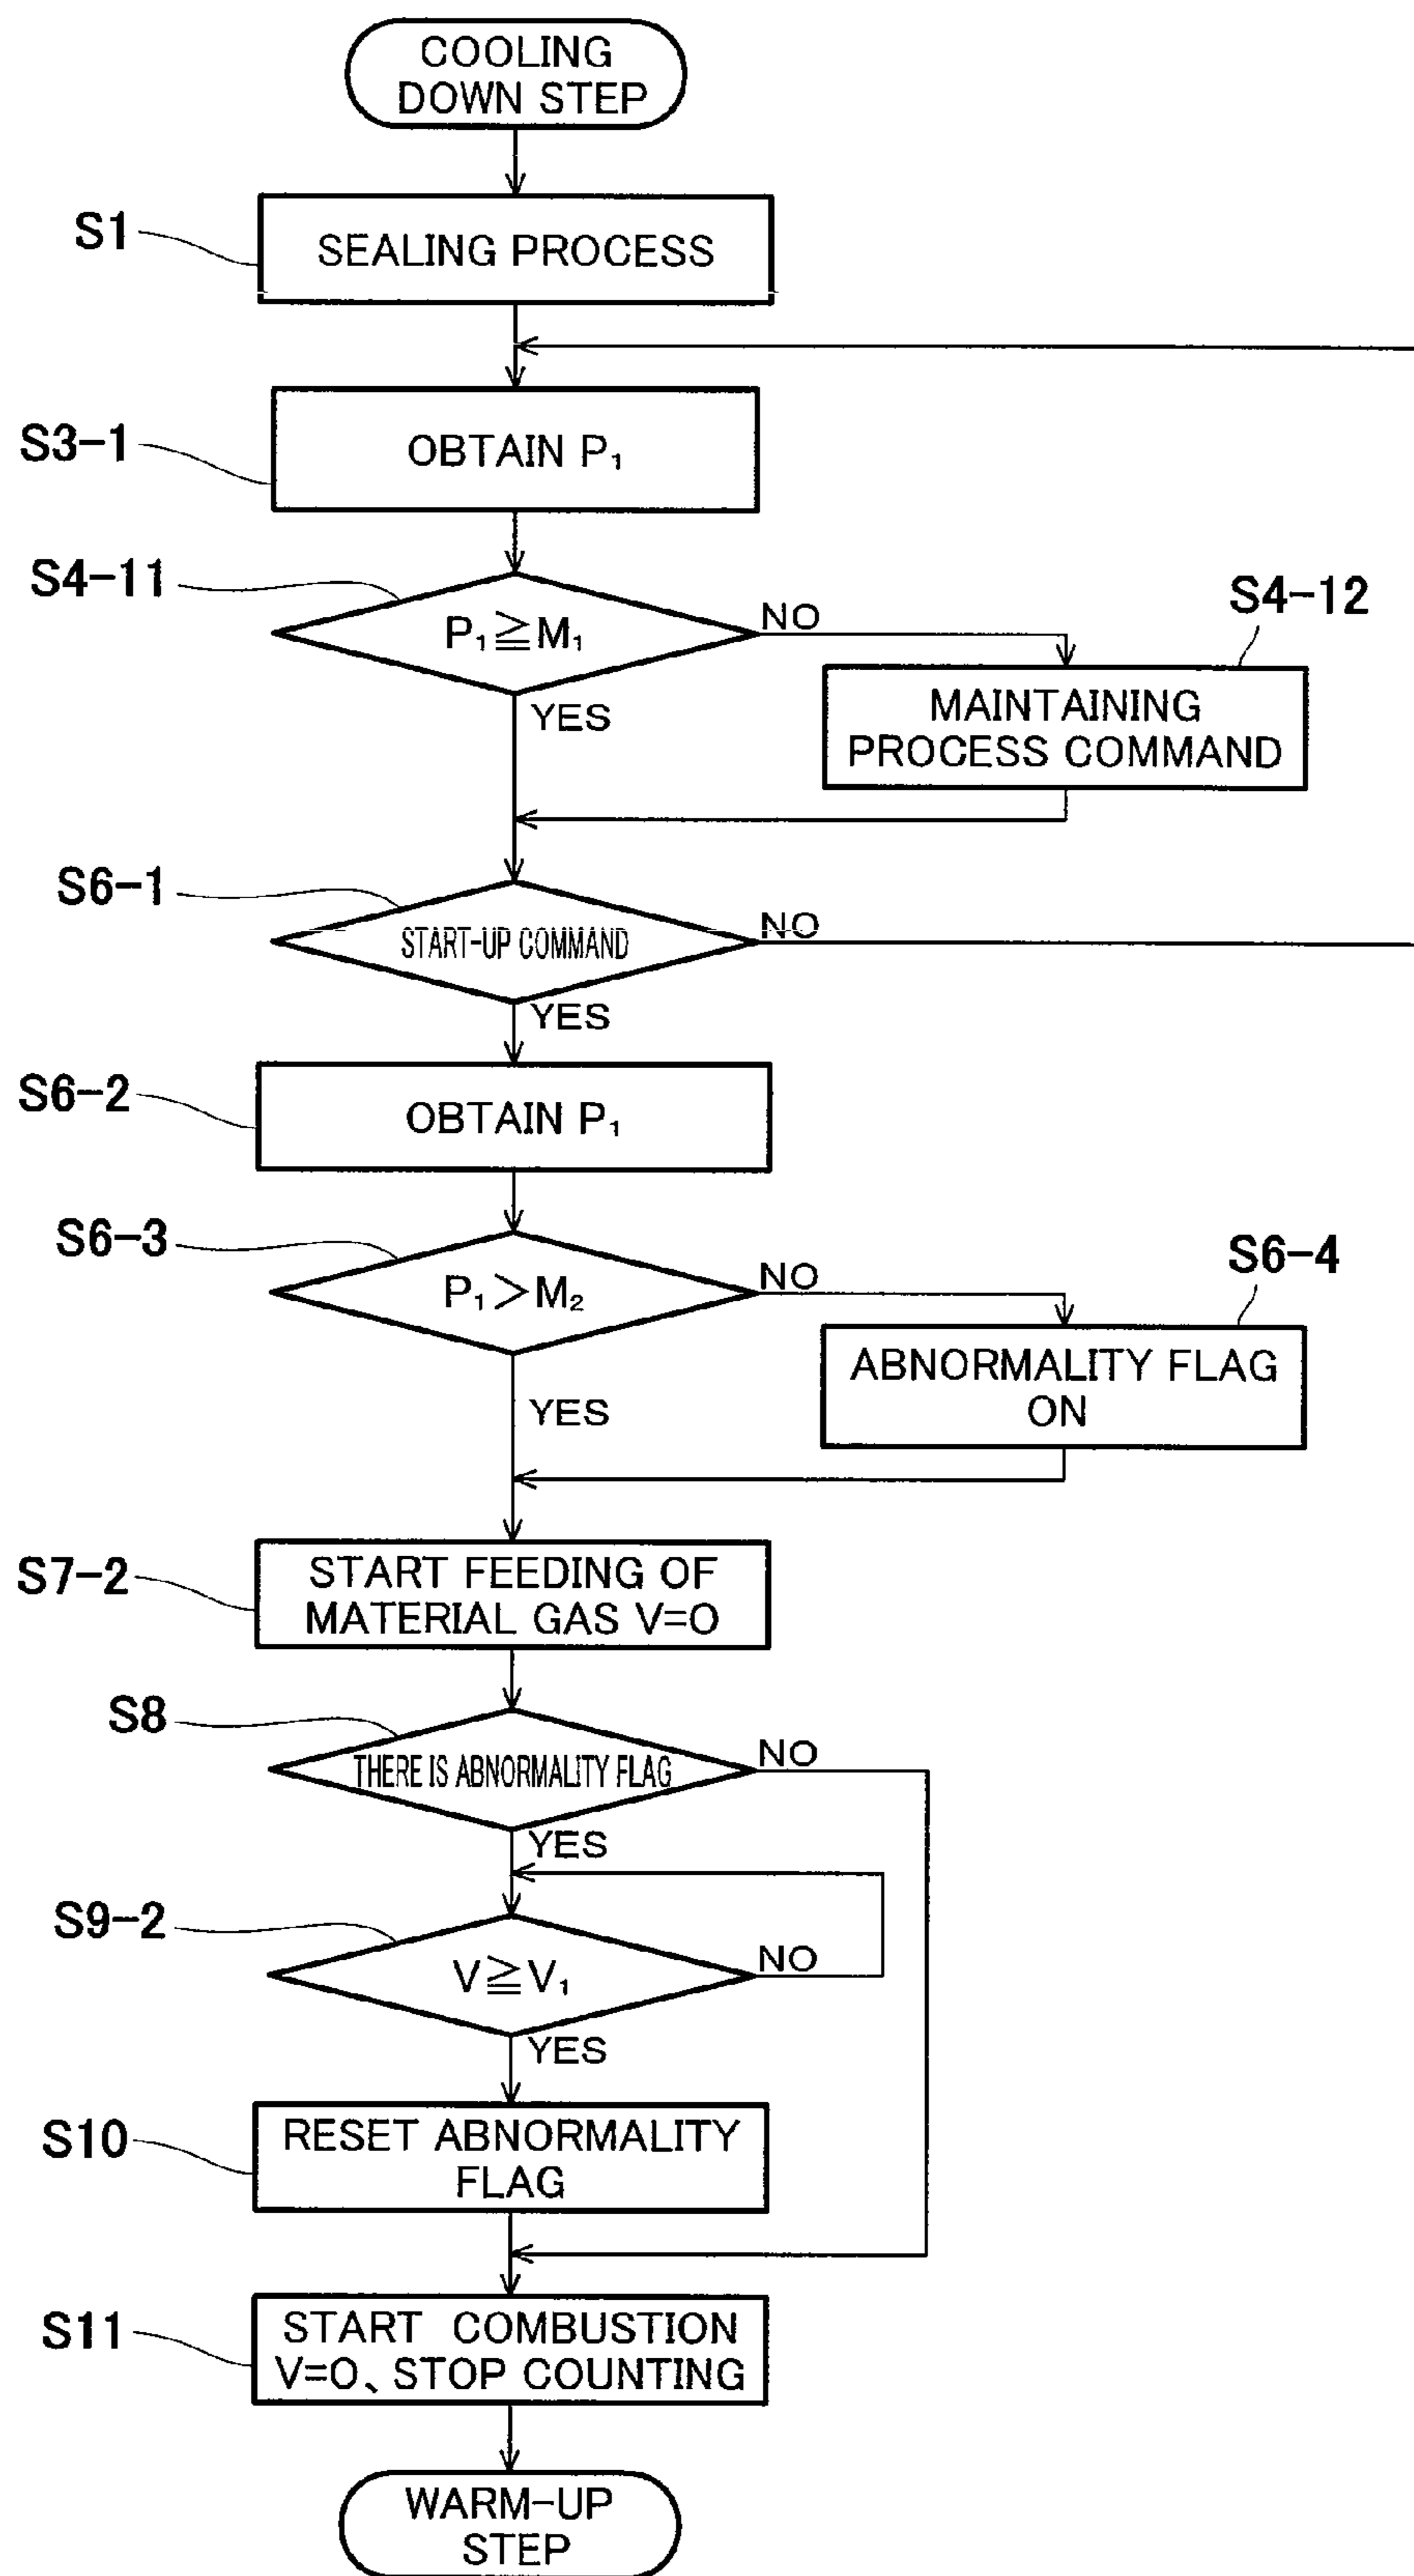 COOLING
DOWN STEP
S1
SEALING PROCESS
S3-1
OBTAIN P₁
S4-11
P₁≧M₁
NO
S4-12
MAINTAINING
PROCESS COMMAND
YES
S6-1
START-UP COMMAND
NO
YES
S6-2
OBTAIN P₁
S6-3
P₁>M₂
NO
S6-4
ABNORMALITY FLAG
ON
YES
S7-2
START FEEDING OF
MATERIAL GAS V=0
S8
THERE IS ABNORMALITY FLAG
NO
YES
S9-2
V≧V₁
NO
YES
S10
RESET ABNORMALITY
FLAG
S11
START COMBUSTION
V=0、STOP COUNTING
WARM-UP
STEP